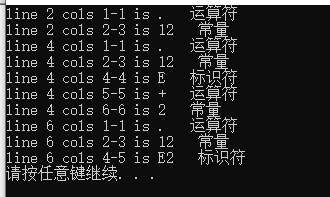 line 2 cols 1-1 is .   运算符
line 2 cols 2-3 is 12   常量
line 4 cols 1-1 is .   运算符
line 4 cols 2-3 is 12   常量
line 4 cols 4-4 is E   标识符
line 4 cols 5-5 is +   运算符
line 4 cols 6-6 is 2   常量
line 6 cols 1-1 is .   运算符
line 6 cols 2-3 is 12   常量
line 6 cols 4-5 is E2   标识符
请按任意键继续. . .